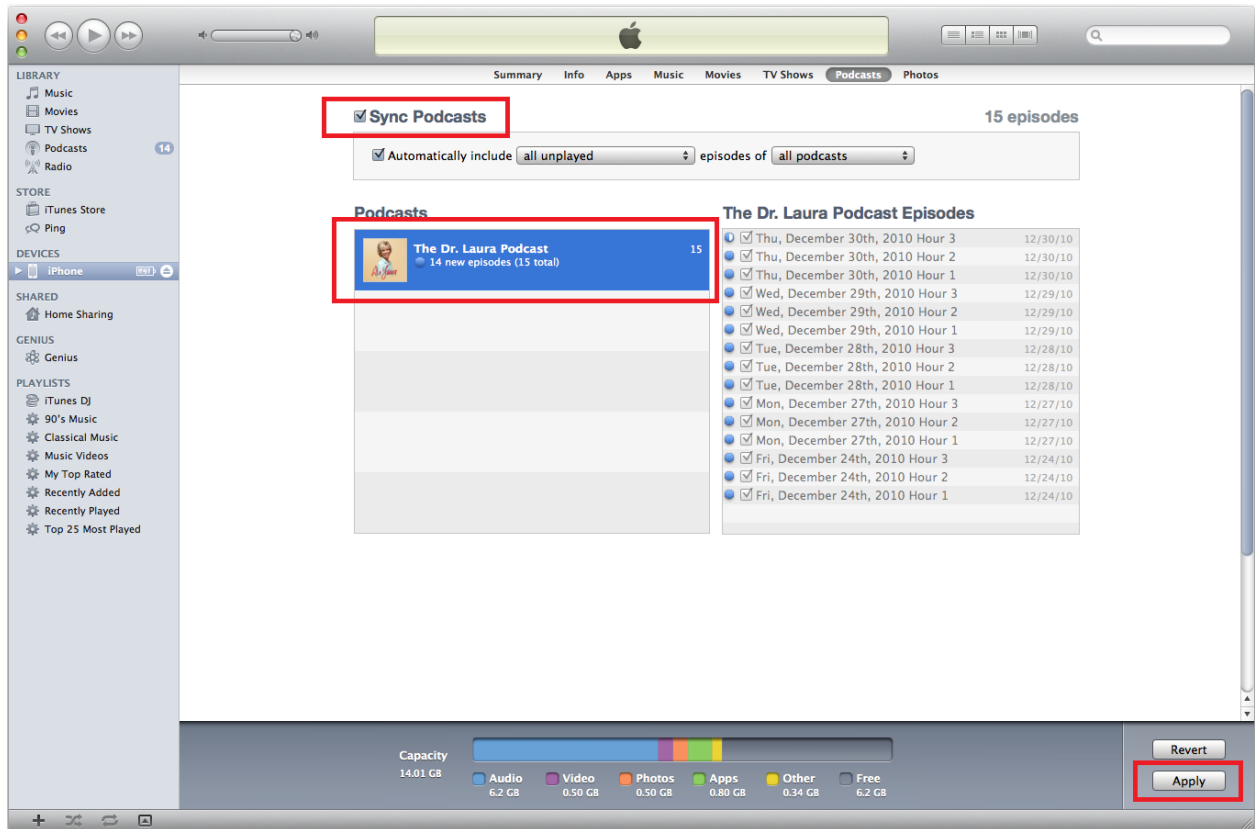 LIBRARY
Music
Movies
TV Shows
Podcasts 14
Radio
STORE
iTunes Store
Ping
DEVICES
iPhone
SHARED
Home Sharing
GENIUS
Genius
PLAYLISTS
iTunes DJ
90's Music
Classical Music
Music Videos
My Top Rated
Recently Added
Recently Played
Top 25 Most Played
Summary Info Apps Music Movies TV Shows Podcasts Photos
Sync Podcasts 15 episodes
Automatically include all unplayed episodes of all podcasts
Podcasts
The Dr. Laura Podcast 15
14 new episodes (15 total)
The Dr. Laura Podcast Episodes
Thu, December 30th, 2010 Hour 3 12/30/10
Thu, December 30th, 2010 Hour 2 12/30/10
Thu, December 30th, 2010 Hour 1 12/30/10
Wed, December 29th, 2010 Hour 3 12/29/10
Wed, December 29th, 2010 Hour 2 12/29/10
Wed, December 29th, 2010 Hour 1 12/29/10
Tue, December 28th, 2010 Hour 3 12/28/10
Tue, December 28th, 2010 Hour 2 12/28/10
Tue, December 28th, 2010 Hour 1 12/28/10
Mon, December 27th, 2010 Hour 3 12/27/10
Mon, December 27th, 2010 Hour 2 12/27/10
Mon, December 27th, 2010 Hour 1 12/27/10
Fri, December 24th, 2010 Hour 3 12/24/10
Fri, December 24th, 2010 Hour 2 12/24/10
Fri, December 24th, 2010 Hour 1 12/24/10
Capacity
14.01 GB
Audio Video Photos Apps Other Free
6.2 GB 0.50 GB 0.50 GB 0.80 GB 0.34 GB 6.2 GB
Revert
Apply